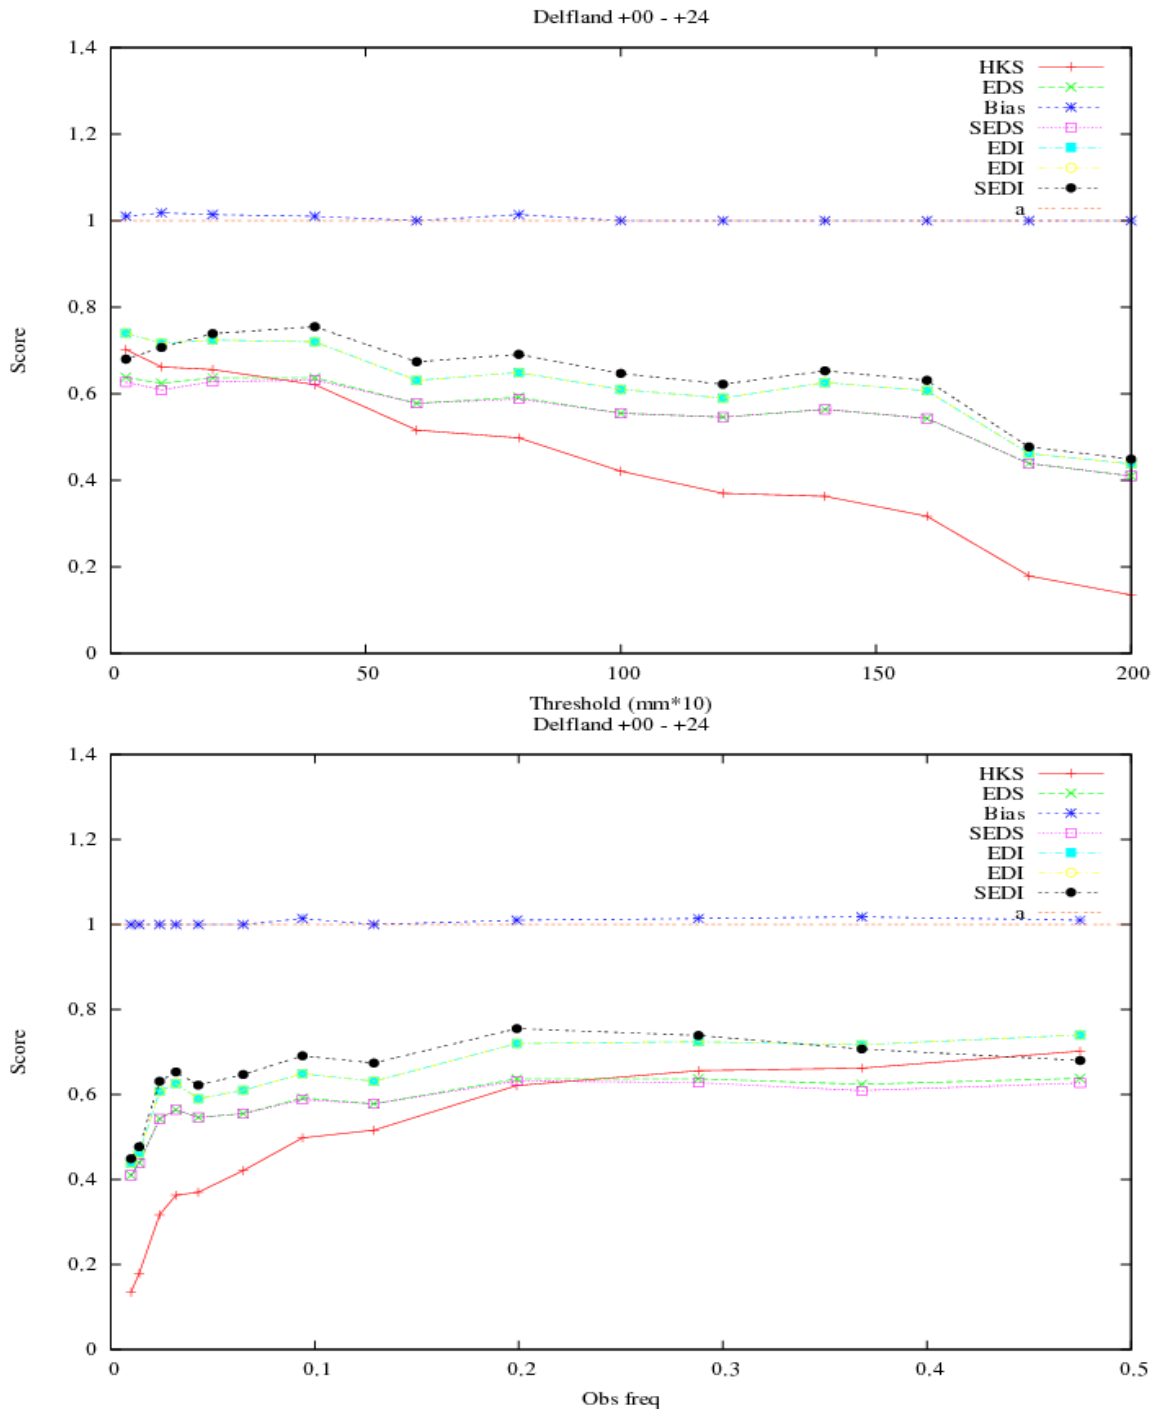 Delfland +00 - +24
1.4
1.2
1
0.8
0.6
0.4
0.2
0
Score
HKS
EDS
Bias
SEDS
EDI
EDI
SEDI
a
0 50 100 150 200
Threshold (mm*10)
Delfland +00 - +24
1.4
1.2
1
0.8
0.6
0.4
0.2
0
Score
HKS
EDS
Bias
SEDS
EDI
EDI
SEDI
a
0 0.1 0.2 0.3 0.4 0.5
Obs freq